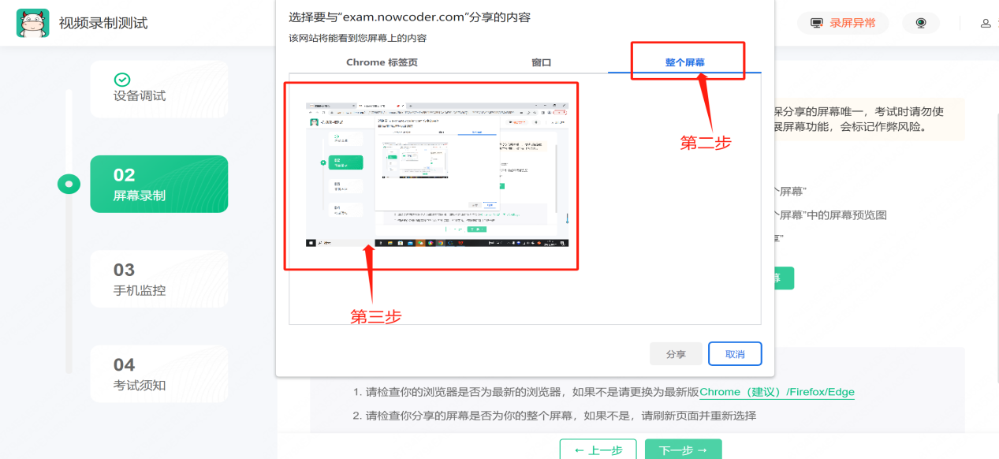 视频录制测试
选择要与“exam.nowcoder.com”分享的内容
该网站将能看到您屏幕上的内容
录屏异常
Chrome 标签页
窗口
整个屏幕
设备调试
保分享的屏幕唯一，考试时请勿使
展屏幕功能，会标记作弊风险。
第二步
02
屏幕录制
个屏幕”
个屏幕”中的屏幕预览图
享”
03
手机监控
幕
第三步
分享
取消
04
考试须知
1. 请检查你的浏览器是否为最新的浏览器，如果不是请更换为最新版Chrome（建议）/Firefox/Edge
2. 请检查你分享的屏幕是否为你的整个屏幕，如果不是，请刷新页面并重新选择
← 上一步
下一步 →